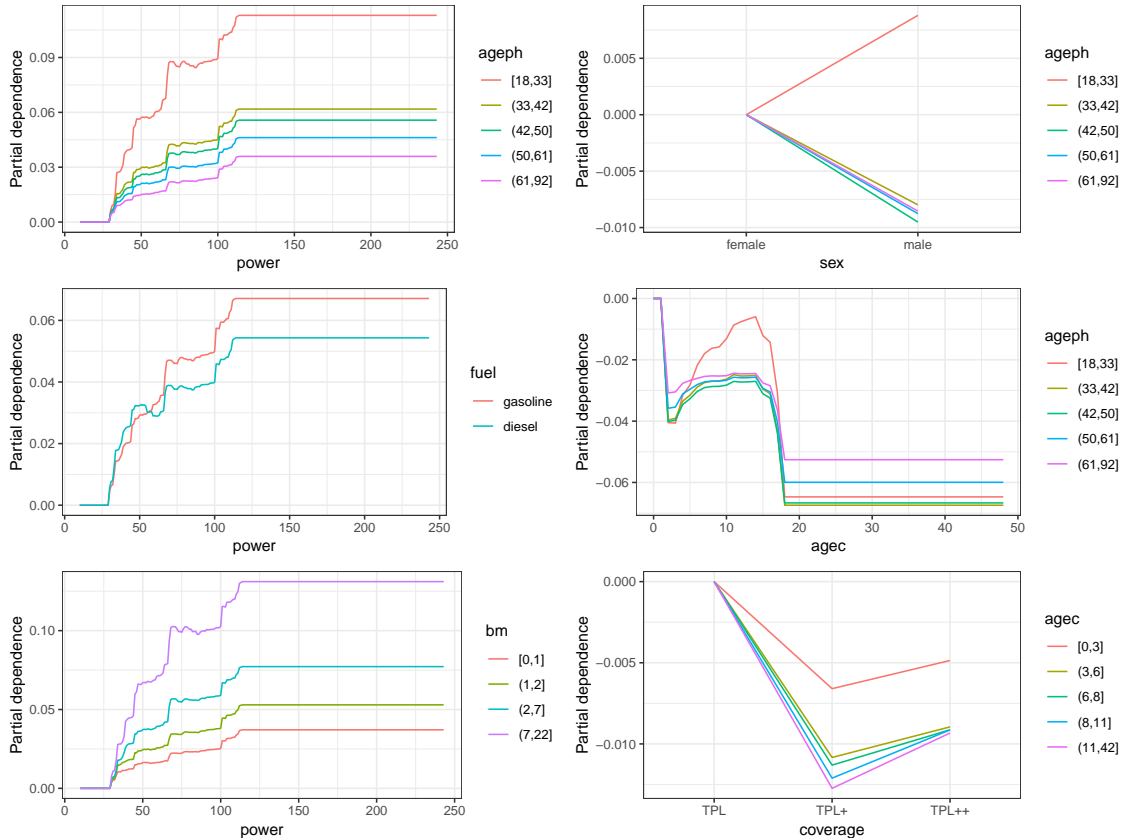 Partial dependence
0.09
0.06
0.03
0.00
0 50 100 150 200 250
power
ageph
[18,33]
(33,42]
(42,50]
(50,61]
(61,92]
Partial dependence
0.005
0.000
−0.005
−0.010
female male
sex
ageph
[18,33]
(33,42]
(42,50]
(50,61]
(61,92]
Partial dependence
0.06
0.04
0.02
0.00
0 50 100 150 200 250
power
fuel
gasoline
diesel
Partial dependence
0.00
−0.02
−0.04
−0.06
0 10 20 30 40 50
agec
ageph
[18,33]
(33,42]
(42,50]
(50,61]
(61,92]
Partial dependence
0.10
0.05
0.00
0 50 100 150 200 250
power
bm
[0,1]
(1,2]
(2,7]
(7,22]
Partial dependence
0.000
−0.005
−0.010
TPL TPL+ TPL++
coverage
agec
[0,3]
(3,6]
(6,8]
(8,11]
(11,42]